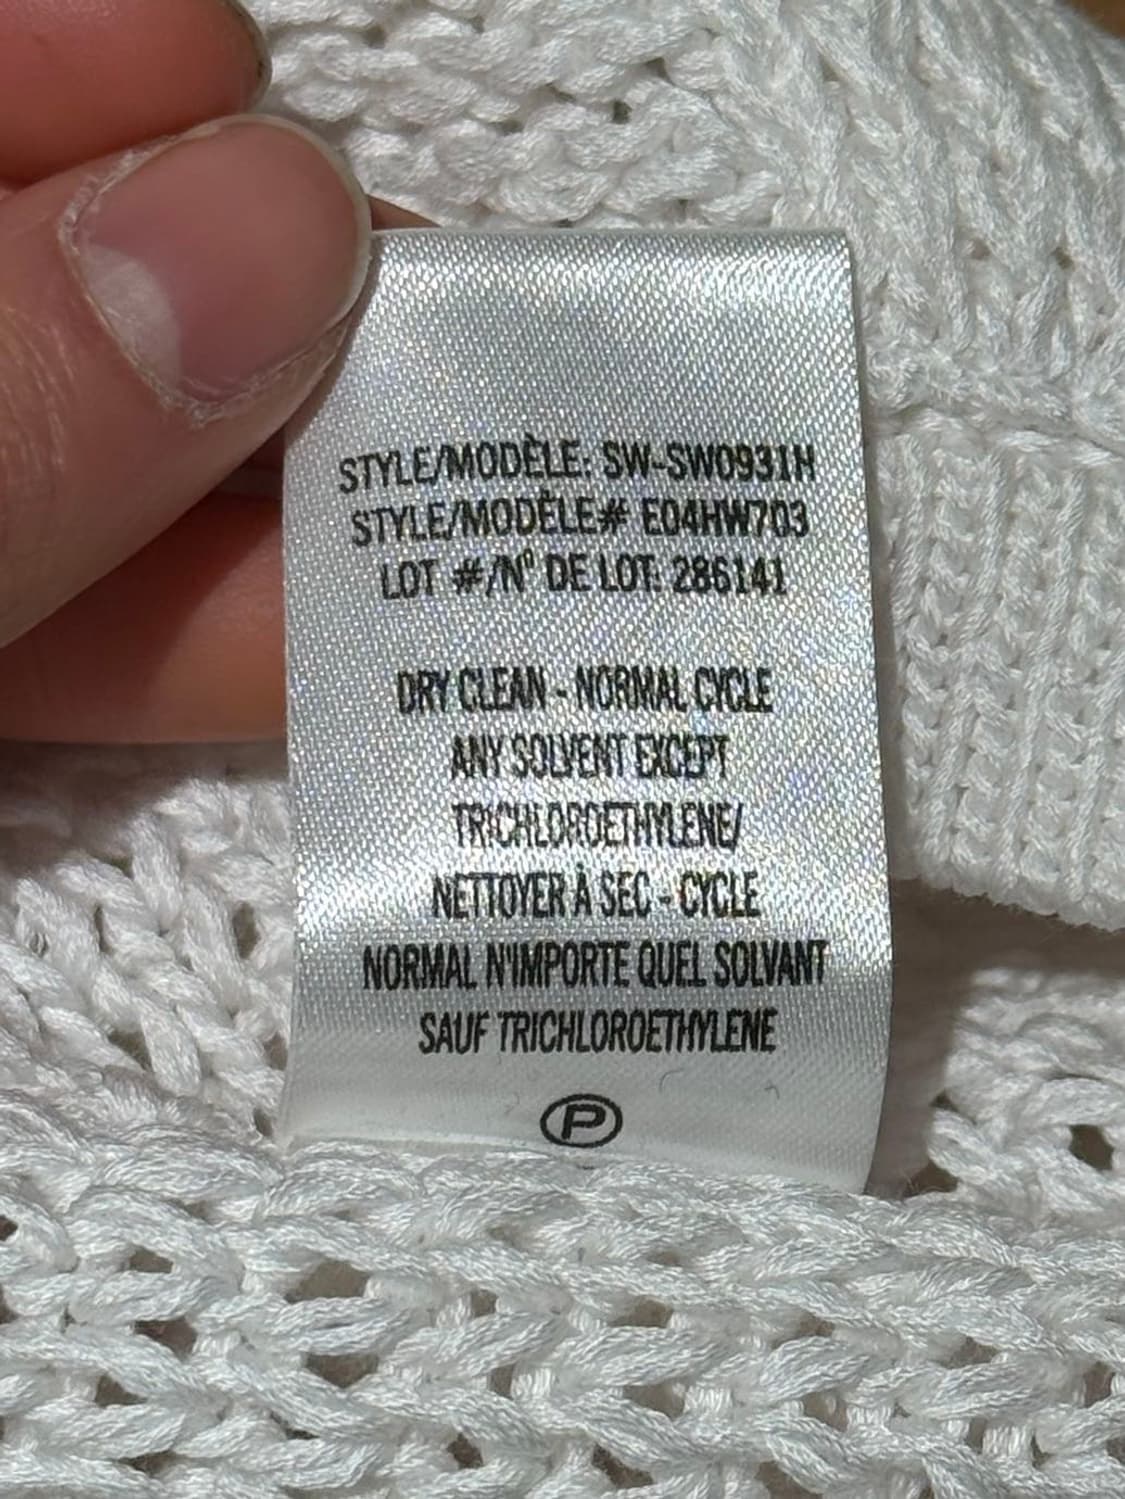 STYLE/MODÈLE: SW-SW0931H
STYLE/MODÈLE# E04HW703
LOT #/N° DE LOT: 286141
DRY CLEAN - NORMAL CYCLE
ANY SOLVENT EXCEPT
TRICHLOROETHYLENE/
NETTOYER À SEC - CYCLE
NORMAL N'IMPORTE QUEL SOLVANT
SAUF TRICHLOROETHYLENE
P